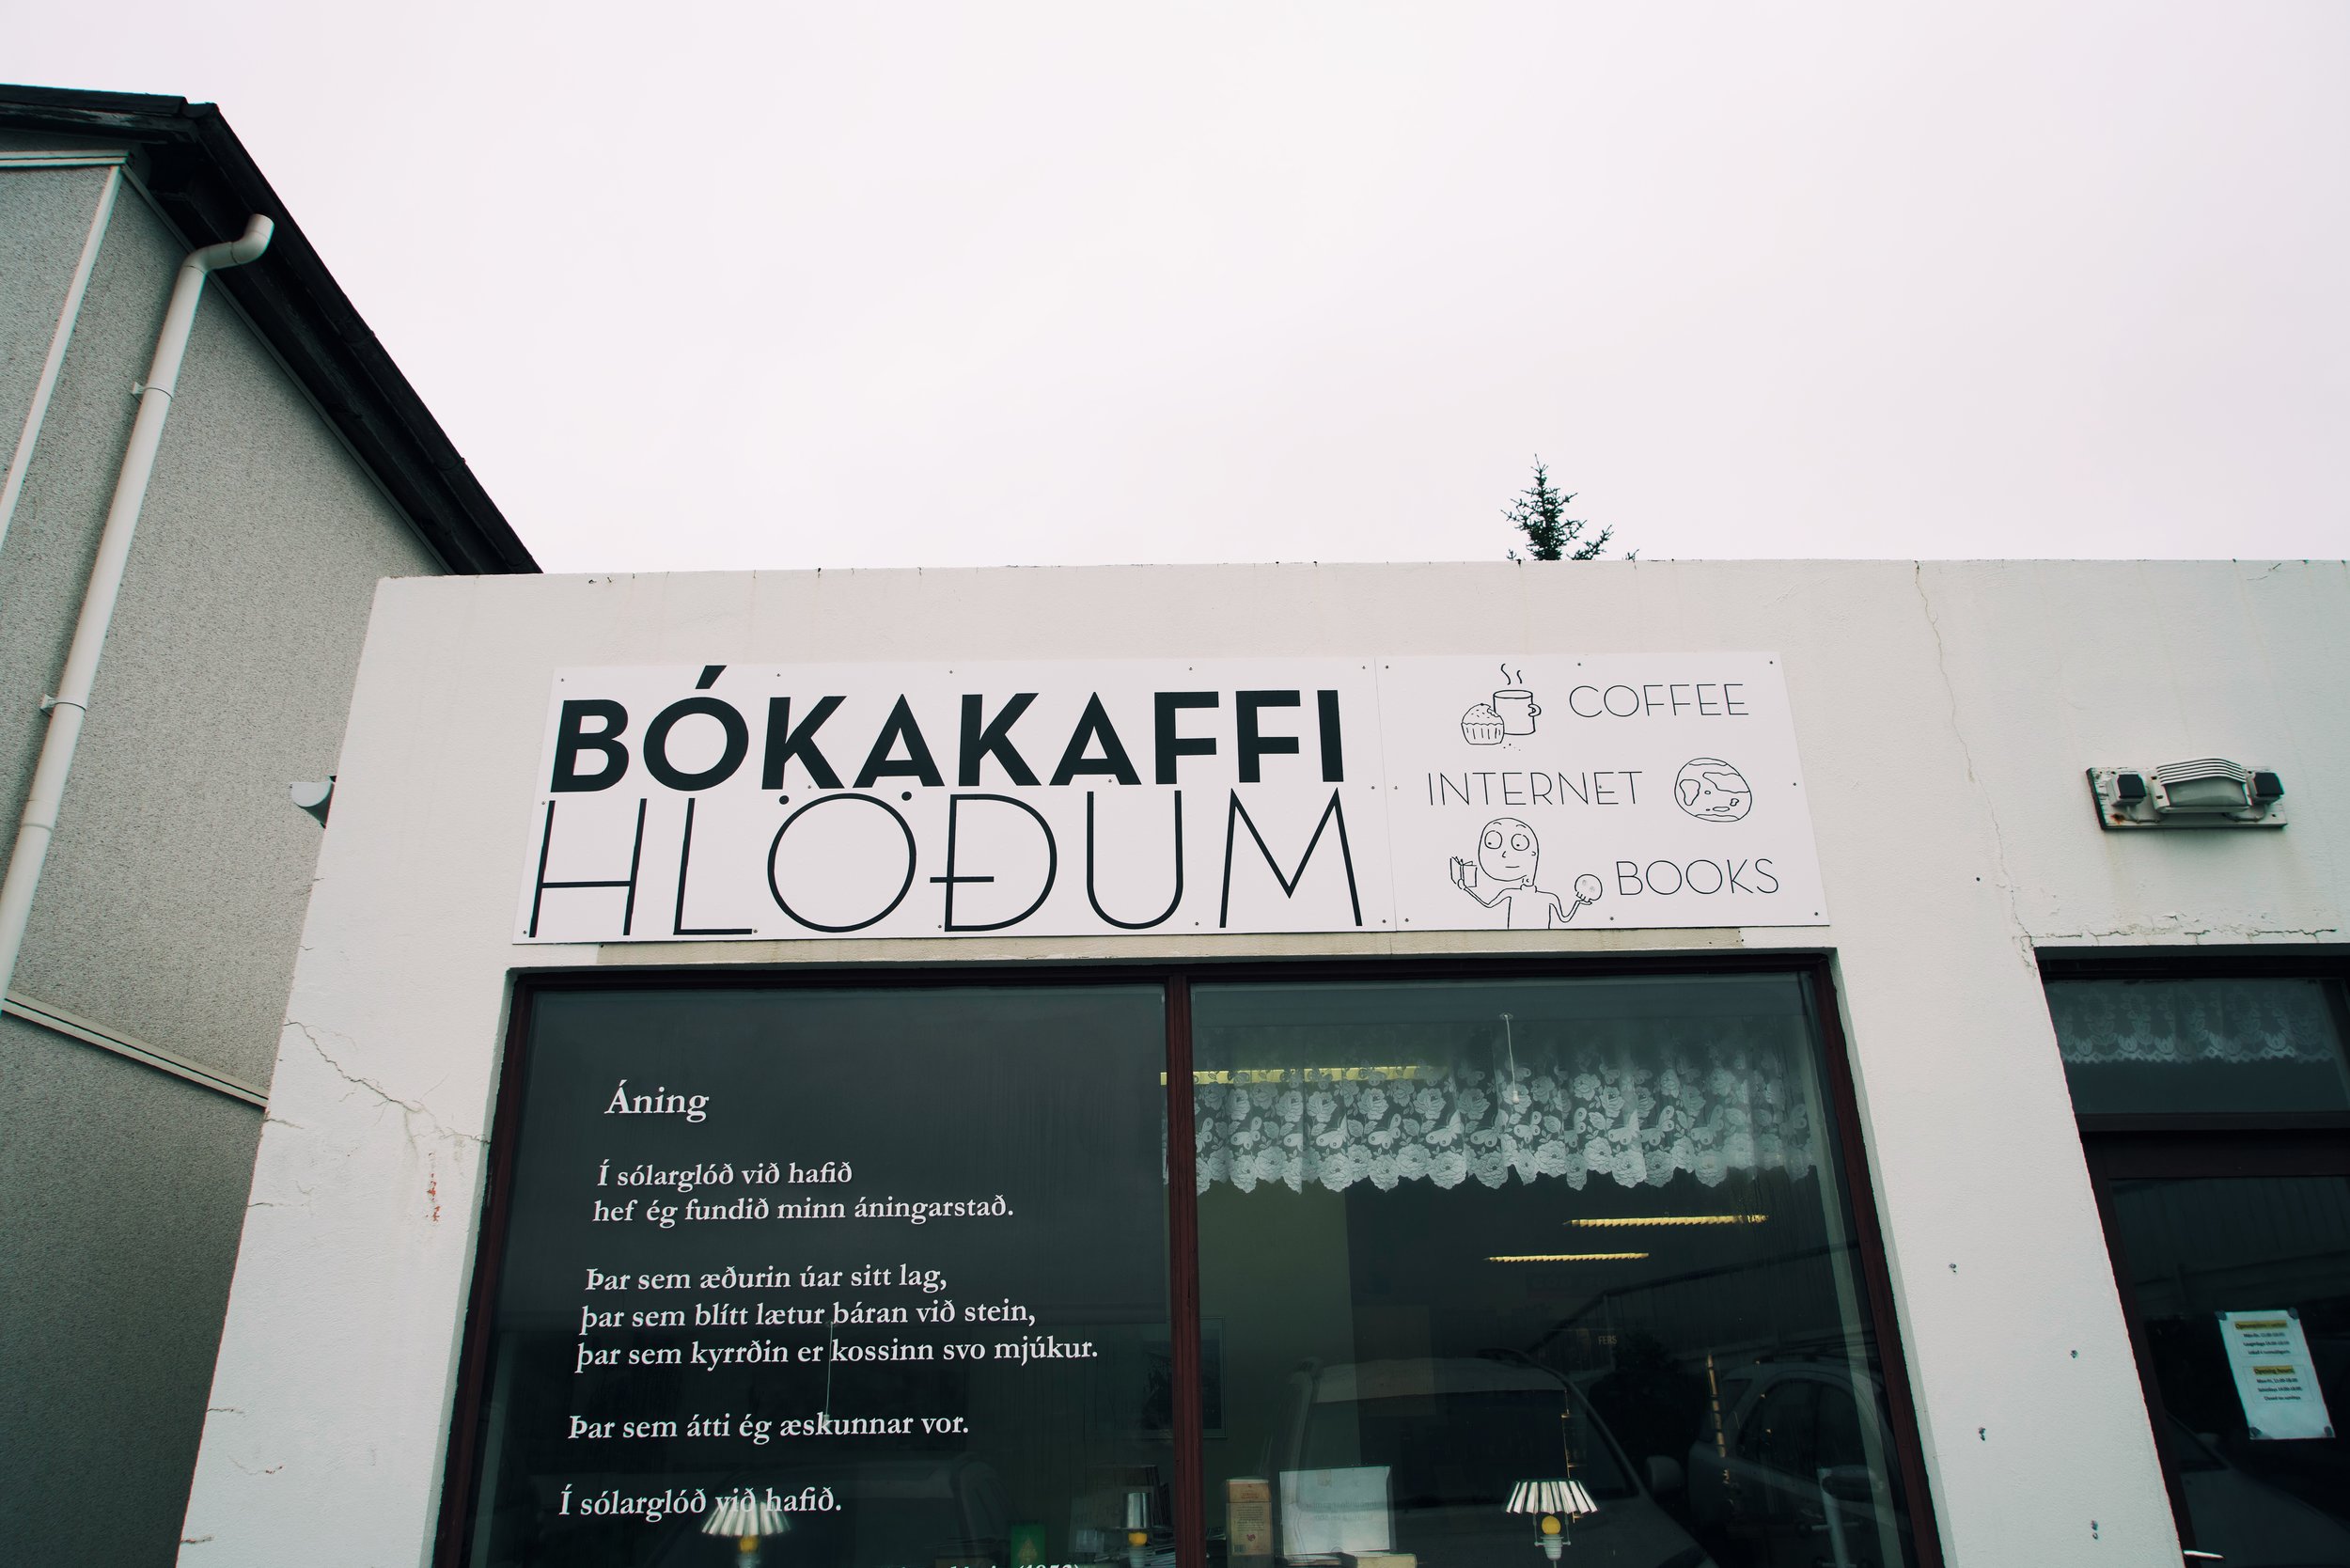 BÓKAKAFFI
HLÖÐUM
COFFEE
INTERNET
BOOKS
Áning
Í sólarglóð við hafið
hef ég fundið minn áningarstað.
Þar sem æðurin úar sitt lag,
þar sem blítt lætur báran við stein,
þar sem kyrrðin er kossinn svo mjúkur.
Þar sem átti ég æskunnar vor.
Í sólarglóð við hafið.